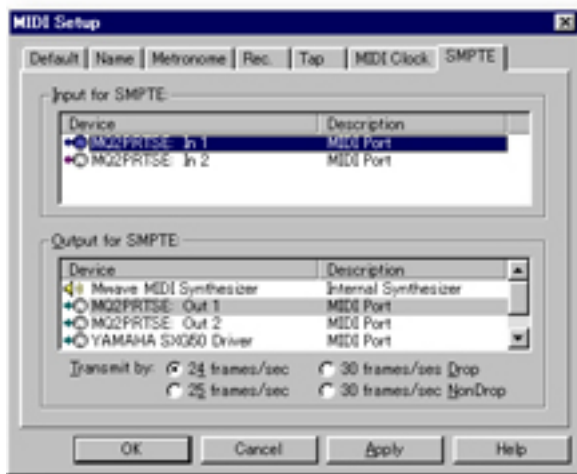 MIDI Setup
Default Name Metronome Rec. Tap MIDI Clock SMPTE
Input for SMPTE:
Device Description
MQ2PRTSE: In 1 MIDI Port
MQ2PRTSE: In 2 MIDI Port
Output for SMPTE:
Device Description
Mwave MIDI Synthesizer Internal Synthesizer
MQ2PRTSE: Out 1 MIDI Port
MQ2PRTSE: Out 2 MIDI Port
YAMAHA SXG50 Driver MIDI Port
Transmit by: 24 frames/sec 30 frames/ses Drop
25 frames/sec 30 frames/sec NonDrop
OK Cancel Apply Help